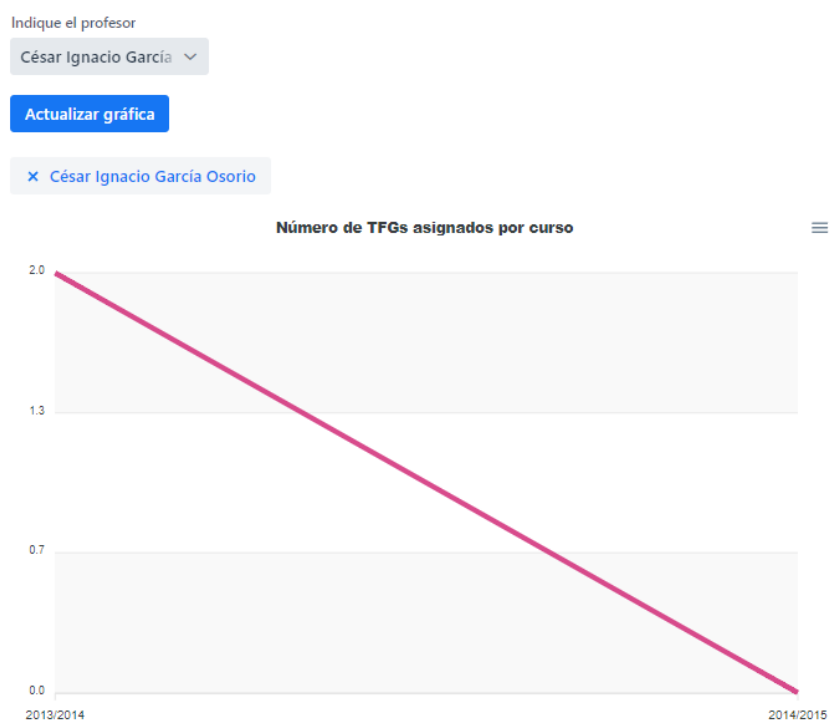 Indique el profesor
César Ignacio García
Actualizar gráfica
× César Ignacio García Osorio
Número de TFGs asignados por curso
2.0
1.3
0.7
0.0
2013/2014 2014/2015